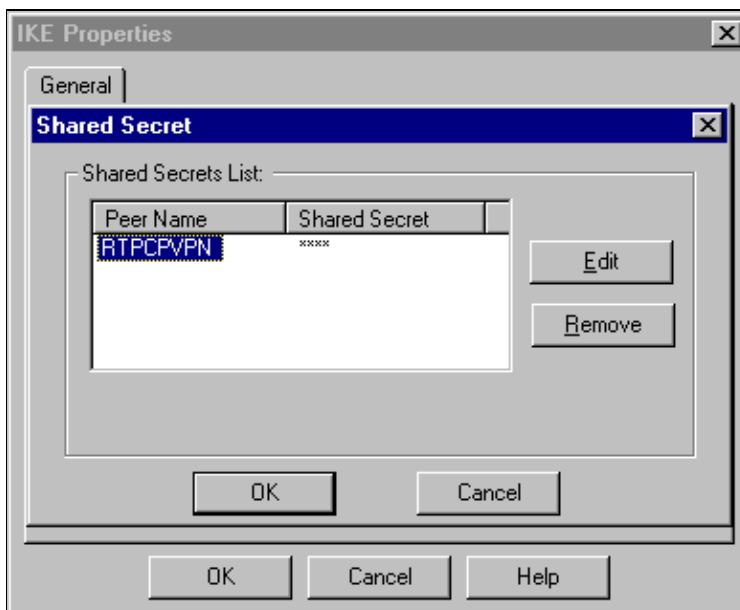 IKE Properties
General
Shared Secret
Shared Secrets List:
Peer Name Shared Secret
RTPCPVPN ****
Edit
Remove
OK Cancel
OK Cancel Help